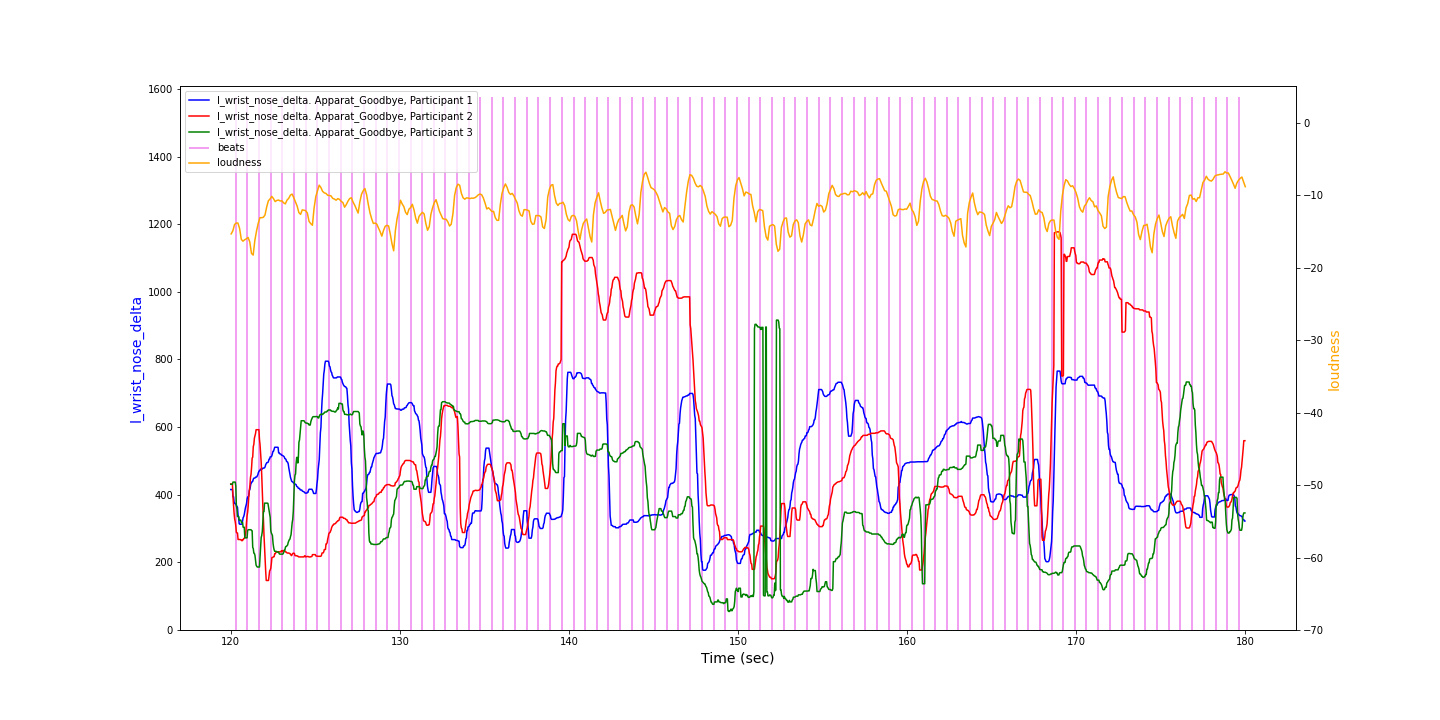 1600
1400
1200
1000
800
600
400
200
0
l_wrist_nose_delta
l_wrist_nose_delta. Apparat_Goodbye, Participant 1
l_wrist_nose_delta. Apparat_Goodbye, Participant 2
l_wrist_nose_delta. Apparat_Goodbye, Participant 3
beats
loudness
0
−10
−20
−30
−40
−50
−60
−70
loudness
120 130 140 150 160 170 180
Time (sec)